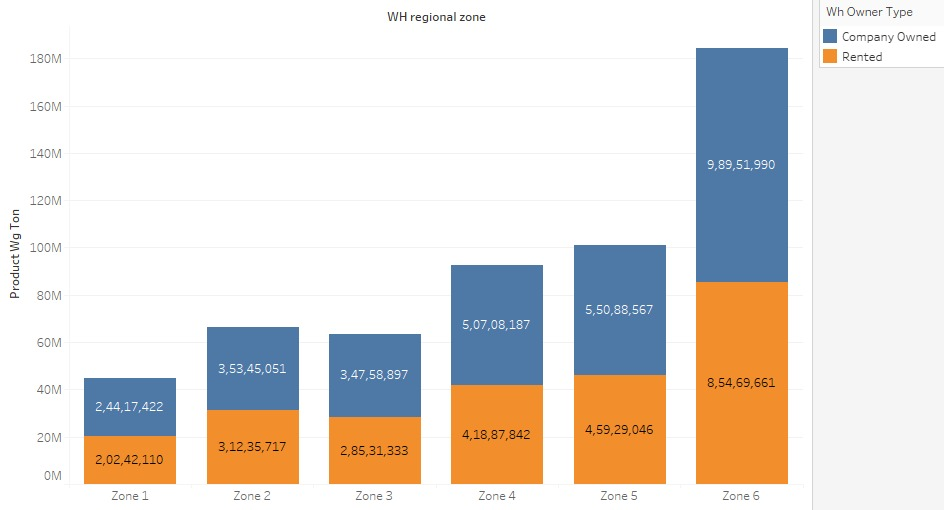 WH regional zone
Wh Owner Type
Company Owned
Rented
Product Wg Ton
180M
160M
140M
120M
100M
80M
60M
40M
20M
0M
2,44,17,422
2,02,42,110
3,53,45,051
3,12,35,717
3,47,58,897
2,85,31,333
5,07,08,187
4,18,87,842
5,50,88,567
4,59,29,046
9,89,51,990
8,54,69,661
Zone 1
Zone 2
Zone 3
Zone 4
Zone 5
Zone 6